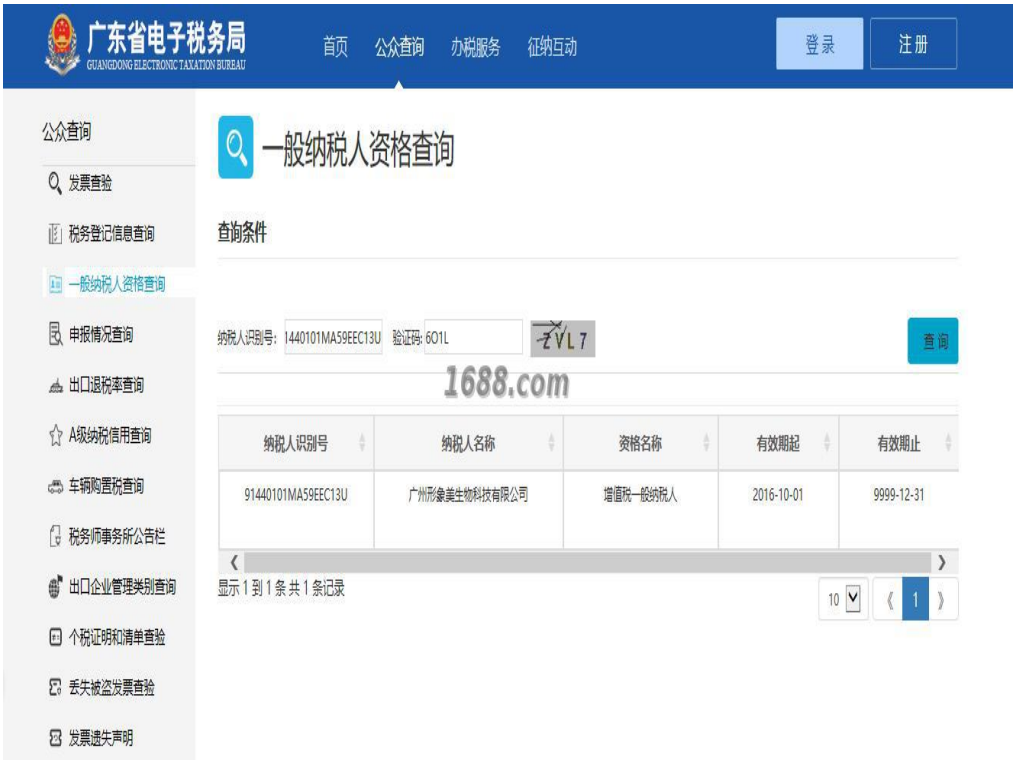 广东省电子税务局
GUANGDONG ELECTRONIC TAXATION BUREAU
首页 公众查询 办税服务 征纳互动 登录 注册
公众查询
发票查验
税务登记信息查询
一般纳税人资格查询
申报情况查询
出口退税率查询
A级纳税信用查询
车辆购置税查询
税务师事务所公告栏
出口企业管理类别查询
个税证明和清单查验
丢失被盗发票查验
发票遗失声明
一般纳税人资格查询
查询条件
纳税人识别号: 1440101MA59EEC13U 验证码: 6O1L ZVL7 查询
1688.com
纳税人识别号 纳税人名称 资格名称 有效期起 有效期止
91440101MA59EEC13U 广州形象美生物科技有限公司 增值税一般纳税人 2016-10-01 9999-12-31
显示 1 到 1 条 共 1 条记录
10 《 1 》